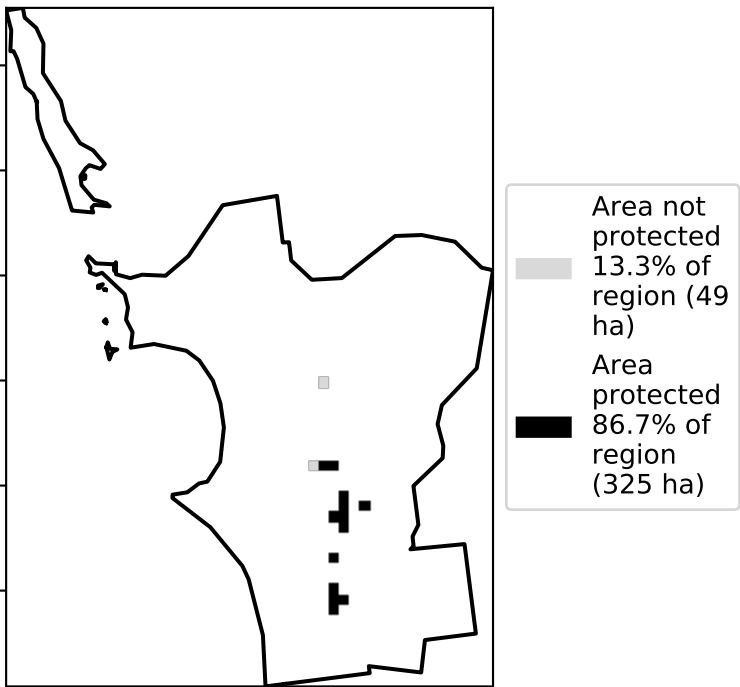 Area not
protected
13.3% of
region (49
ha)
Area
protected
86.7% of
region
(325 ha)